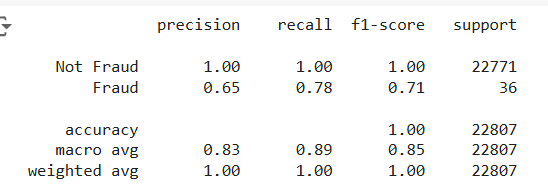 precision recall f1-score support
Not Fraud 1.00 1.00 1.00 22771
Fraud 0.65 0.78 0.71 36
accuracy 1.00 22807
macro avg 0.83 0.89 0.85 22807
weighted avg 1.00 1.00 1.00 22807